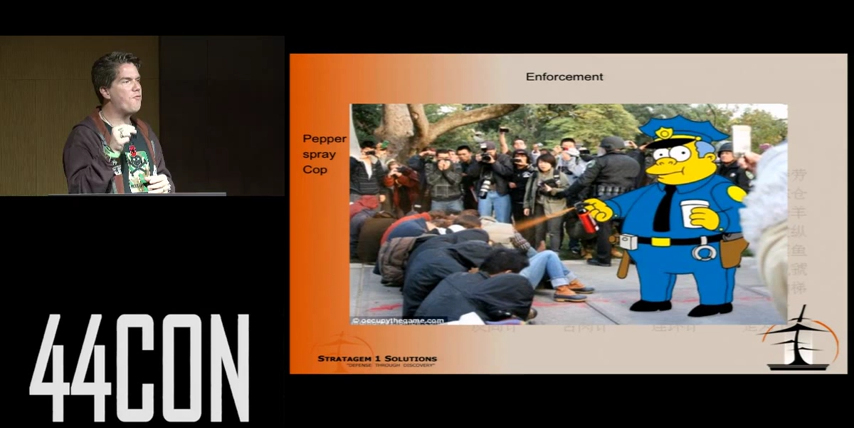 Enforcement
Pepper
spray
Cop
© occupythegame.com
STRATAGEM 1 SOLUTIONS
"DEFENSE THROUGH DISCOVERY"
44CON